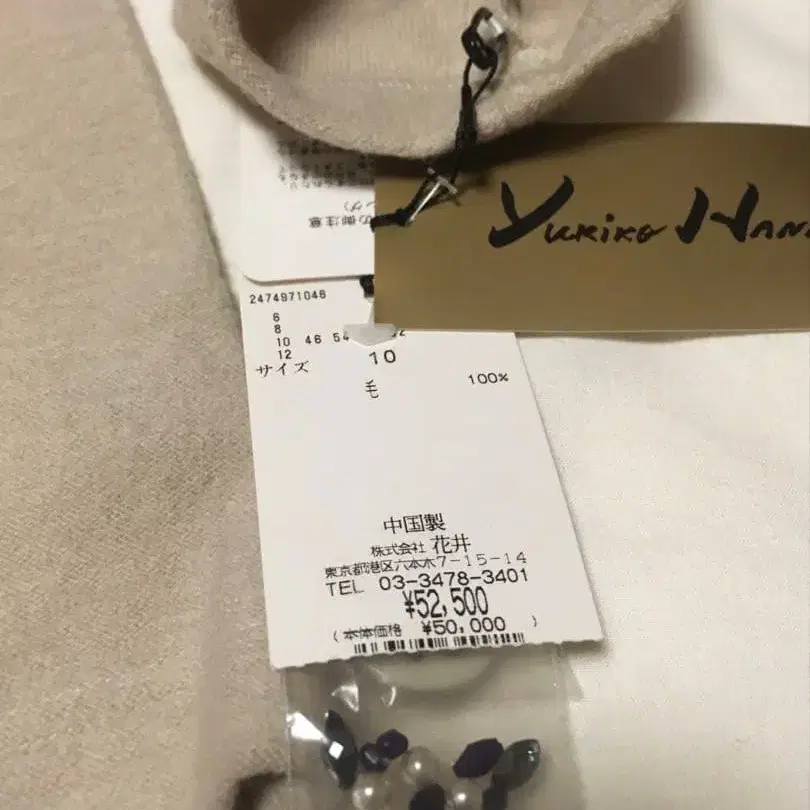 Yukiko Han
2474971046
6
8
10 46 54
12
サイズ 10
毛 100%
中国製
株式会社 花井
東京都港区六本木7-15-14
TEL 03-3478-3401
¥52,500
(本体価格 ¥50,000 )